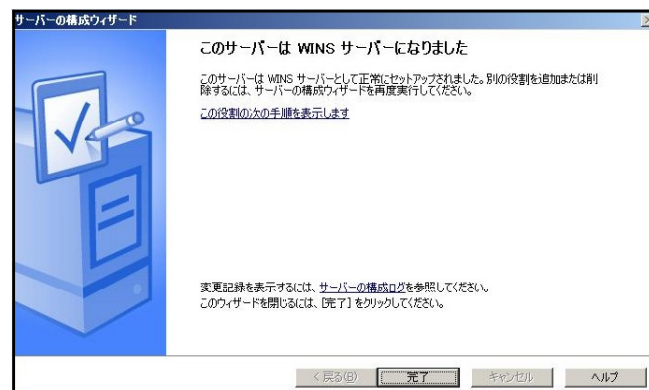 サーバーの構成ウィザード
このサーバーは WINS サーバーになりました
このサーバーは WINS サーバーとして正常にセットアップされました。別の役割を追加または削
除するには、サーバーの構成ウィザードを再度実行してください。
この役割の次の手順を表示します
変更記録を表示するには、サーバーの構成ログを参照してください。
このウィザードを閉じるには、[完了] をクリックしてください。
< 戻る(B) 完了 キャンセル ヘルプ